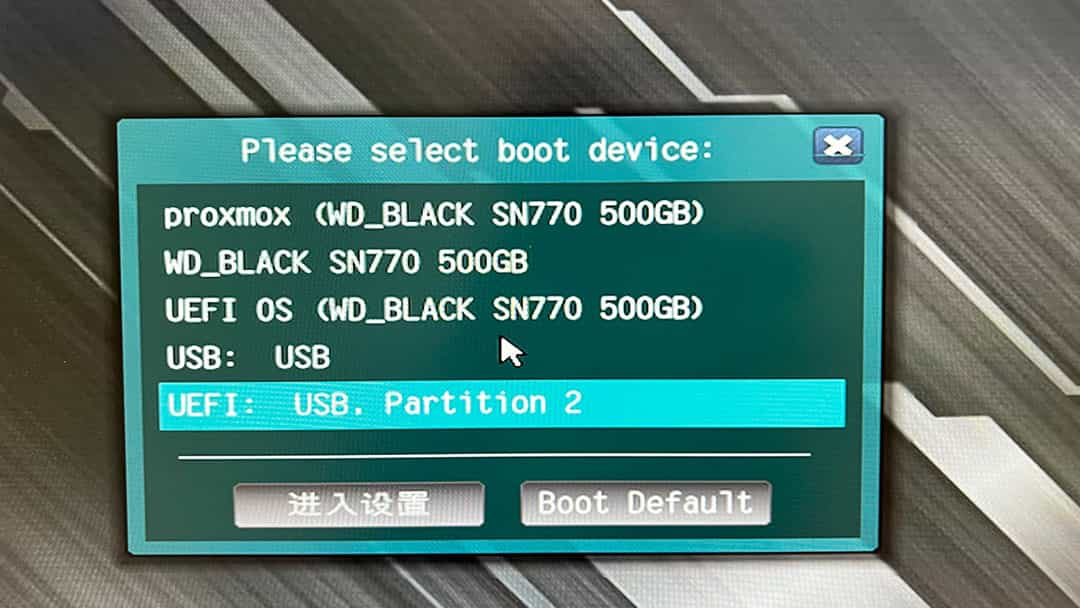 Please select boot device:
proxmox (WD_BLACK SN770 500GB)
WD_BLACK SN770 500GB
UEFI OS (WD_BLACK SN770 500GB)
USB:  USB
UEFI:  USB, Partition 2
进入设置
Boot Default